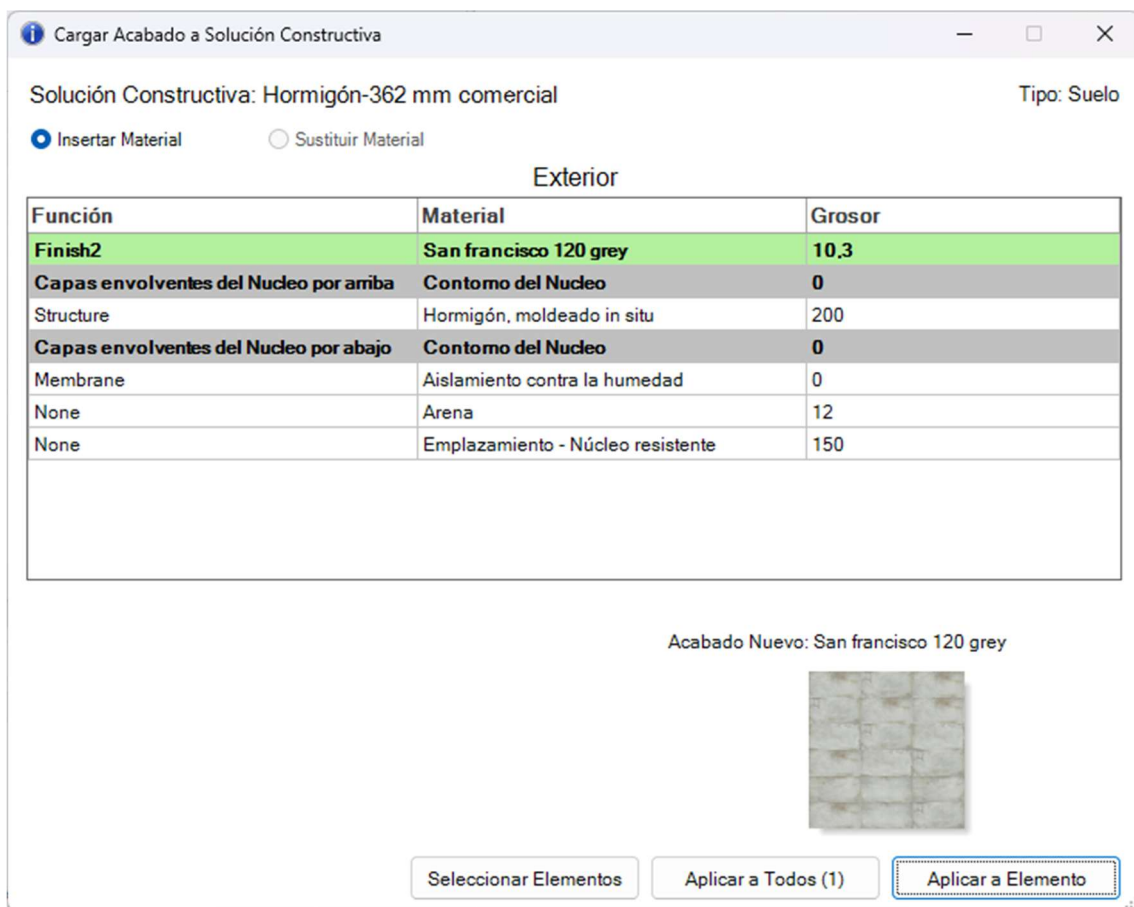 Cargar Acabado a Solución Constructiva
Solución Constructiva: Hormigón-362 mm comercial Tipo: Suelo
Insertar Material Sustituir Material
Exterior
Función Material Grosor
Finish2 San francisco 120 grey 10,3
Capas envolventes del Nucleo por arriba Contorno del Nucleo 0
Structure Hormigón, moldeado in situ 200
Capas envolventes del Nucleo por abajo Contorno del Nucleo 0
Membrane Aislamiento contra la humedad 0
None Arena 12
None Emplazamiento - Núcleo resistente 150
Acabado Nuevo: San francisco 120 grey
Seleccionar Elementos Aplicar a Todos (1) Aplicar a Elemento